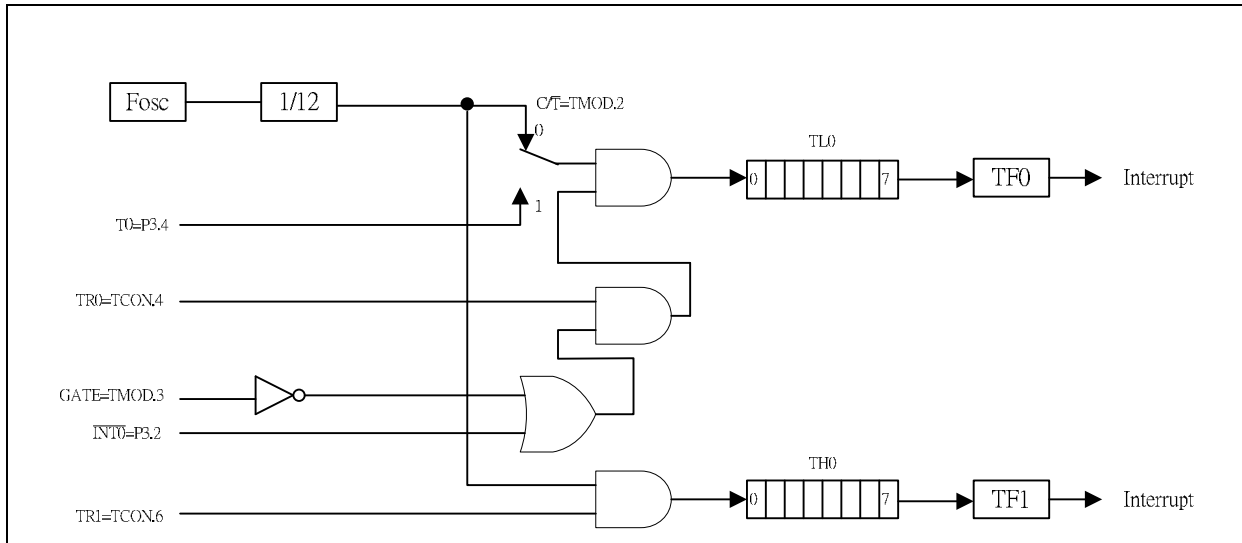 Fosc
1/12
C/T̅=TMOD.2
0
1
TL0
0
7
TF0
Interrupt
T0=P3.4
TR0=TCON.4
GATE=TMOD.3
I̅N̅T̅0̅=P3.2
TR1=TCON.6
TH0
0
7
TF1
Interrupt